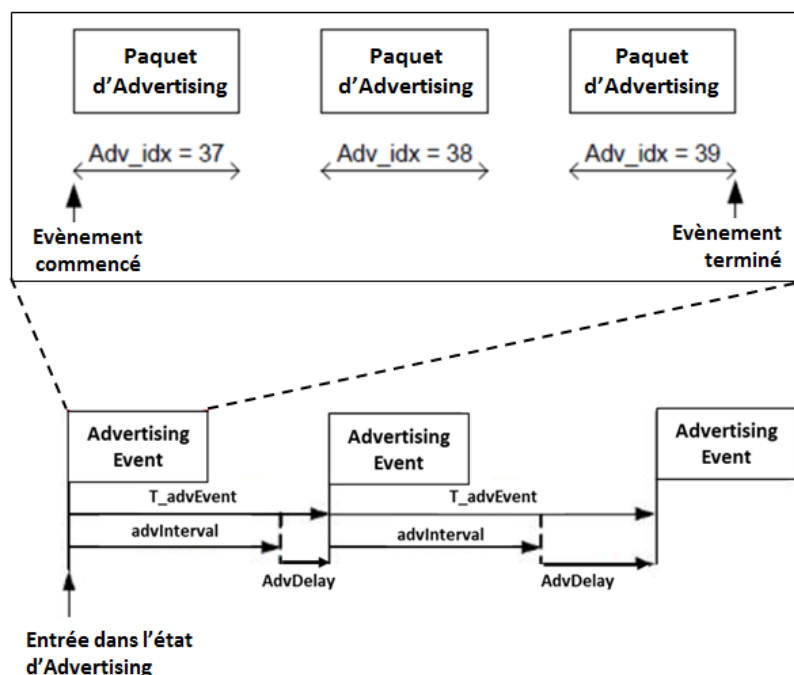 Paquet
d'Advertising
Paquet
d'Advertising
Paquet
d'Advertising
Adv_idx = 37
Adv_idx = 38
Adv_idx = 39
Evènement
commencé
Evènement
terminé
Advertising
Event
Advertising
Event
Advertising
Event
T_advEvent
T_advEvent
advInterval
advInterval
AdvDelay
AdvDelay
Entrée dans l'état
d'Advertising